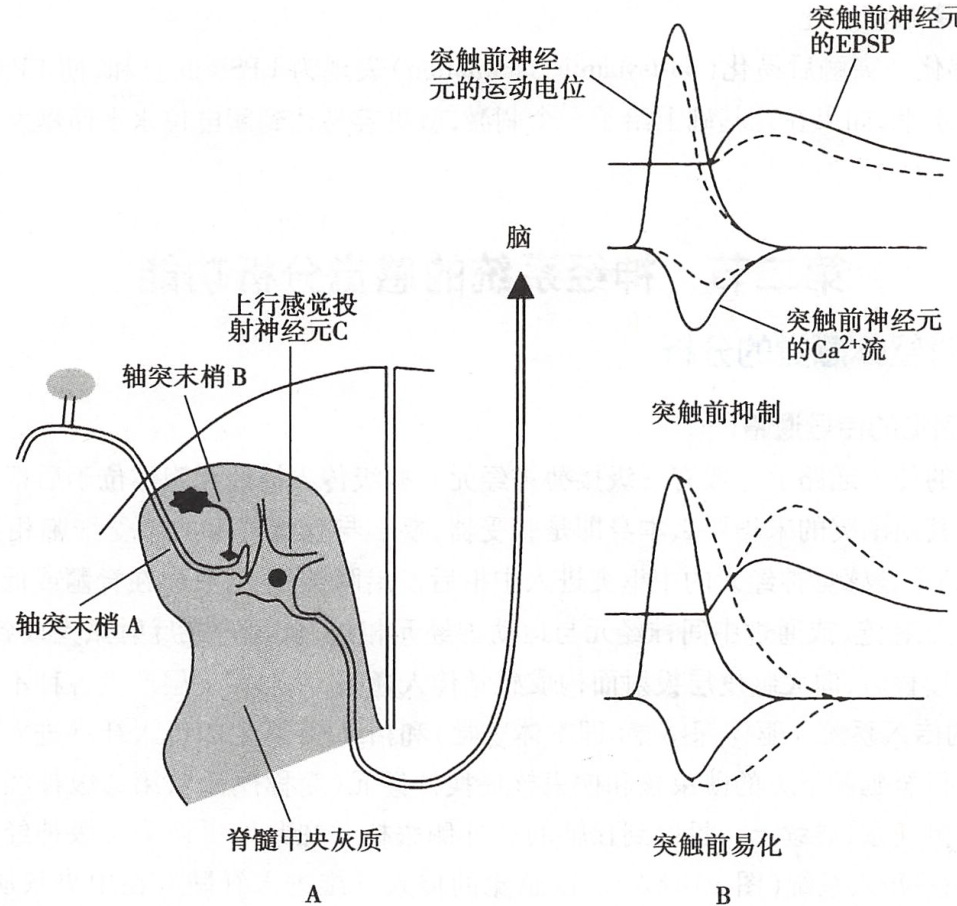 突触前神经元
的EPSP
突触前神经
元的运动电位
脑
上行感觉投
射神经元C
突触前神经元
的Ca²⁺流
轴突末梢 B
突触前抑制
轴突末梢 A
脊髓中央灰质
突触前易化
A
B